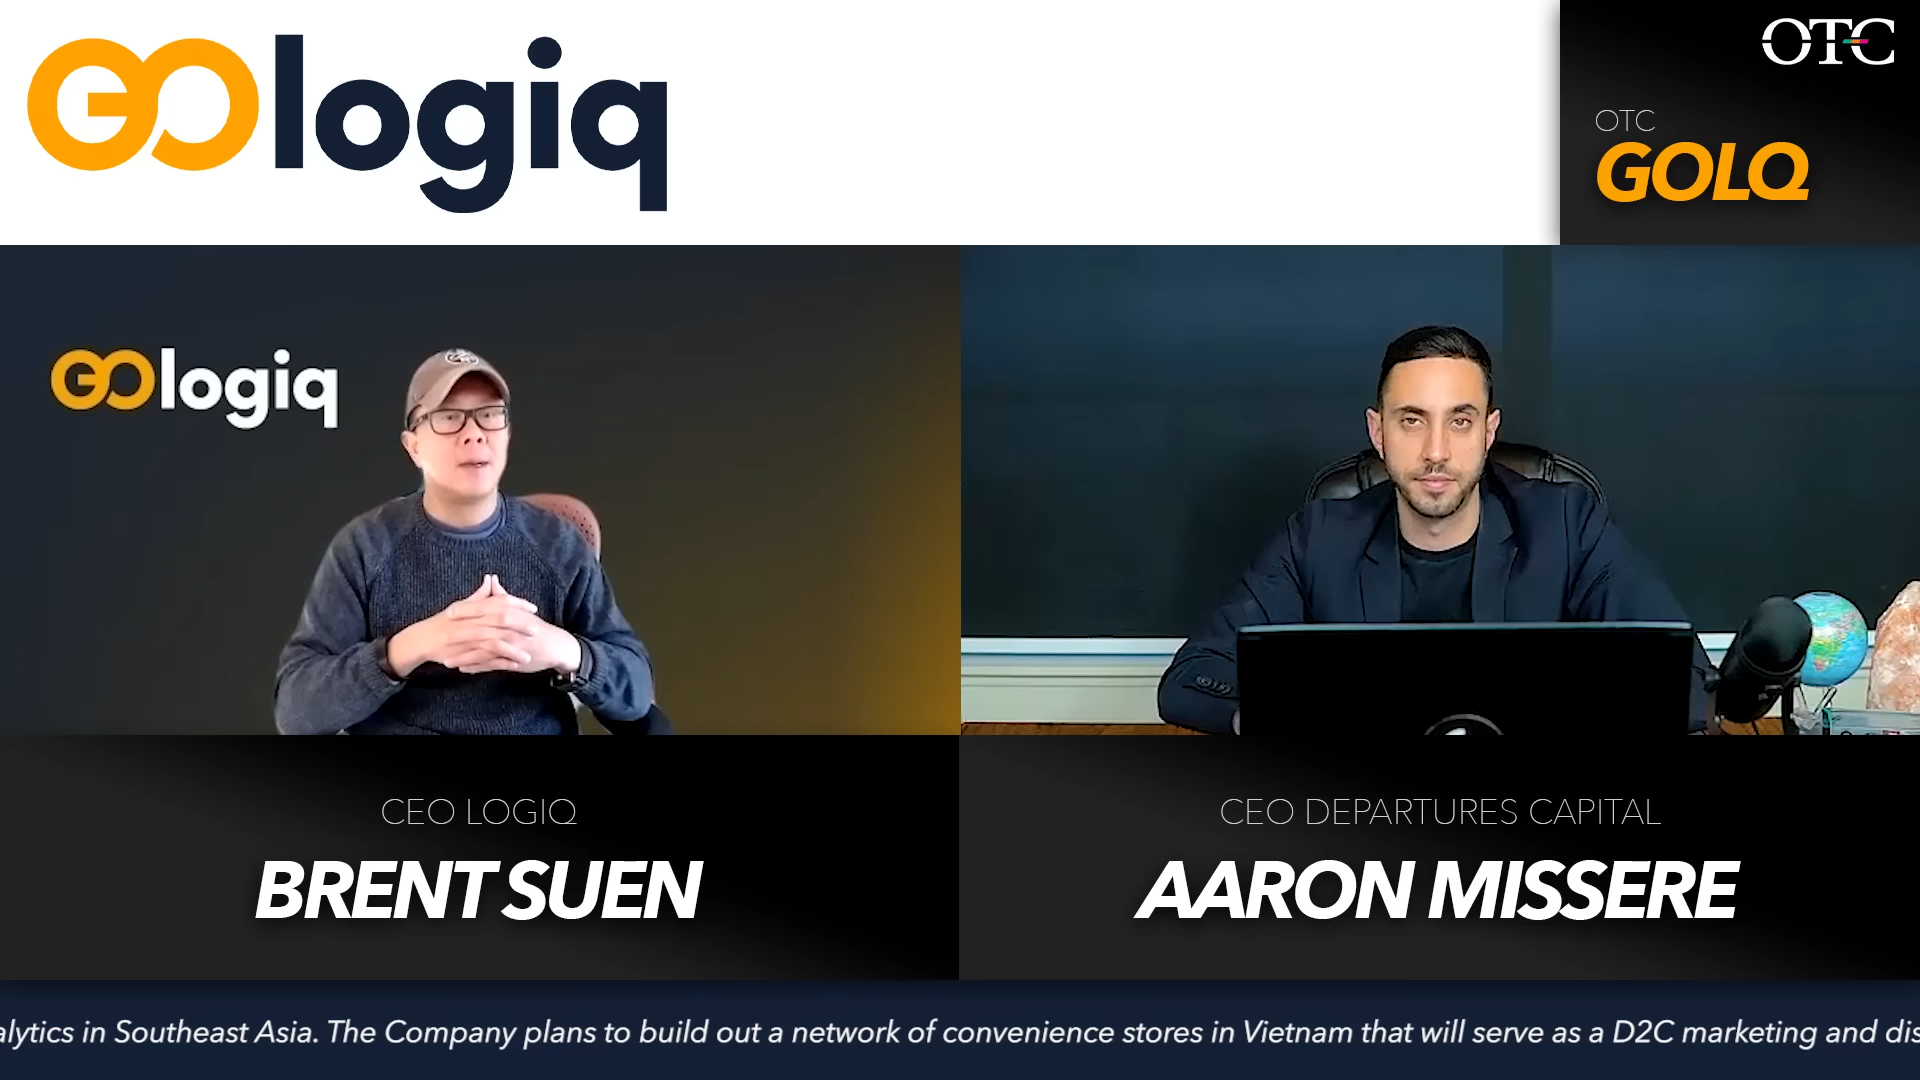 GOlogiq
OTC
OTC
GOLQ
GOlogiq
CEO LOGIQ
BRENT SUEN
CEO DEPARTURES CAPITAL
AARON MISSERE
alytics in Southeast Asia. The Company plans to build out a network of convenience stores in Vietnam that will serve as a D2C marketing and dis